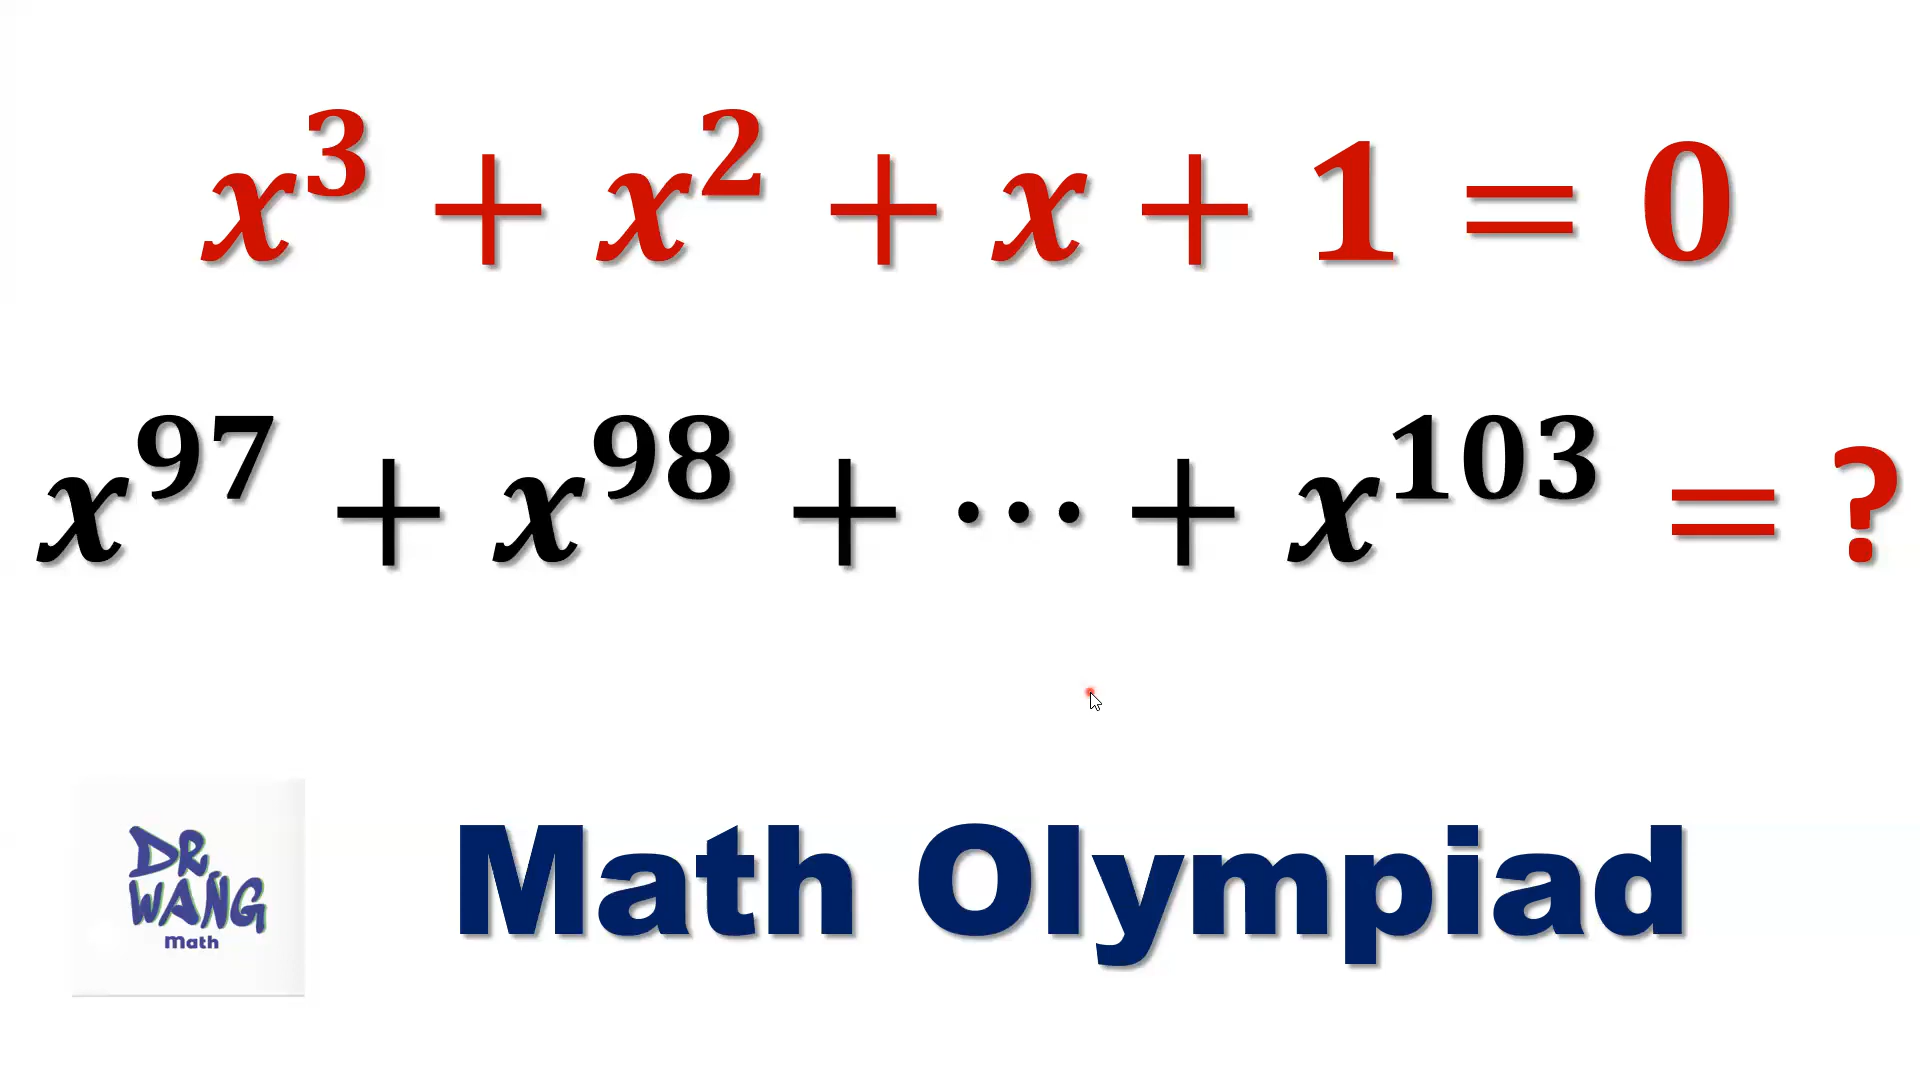 x³ + x² + x + 1 = 0
x⁹⁷ + x⁹⁸ + ⋯ + x¹⁰³ = ?
DR
WANG
Math
Math Olympiad